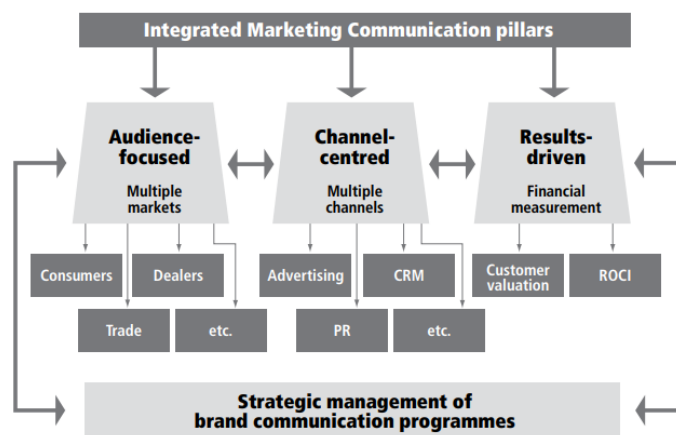 Integrated Marketing Communication pillars
Audience-
focused
Multiple
markets
Channel-
centred
Multiple
channels
Results-
driven
Financial
measurement
Consumers
Dealers
Advertising
CRM
Customer
valuation
ROCI
Trade
etc.
PR
etc.
Strategic management of
brand communication programmes